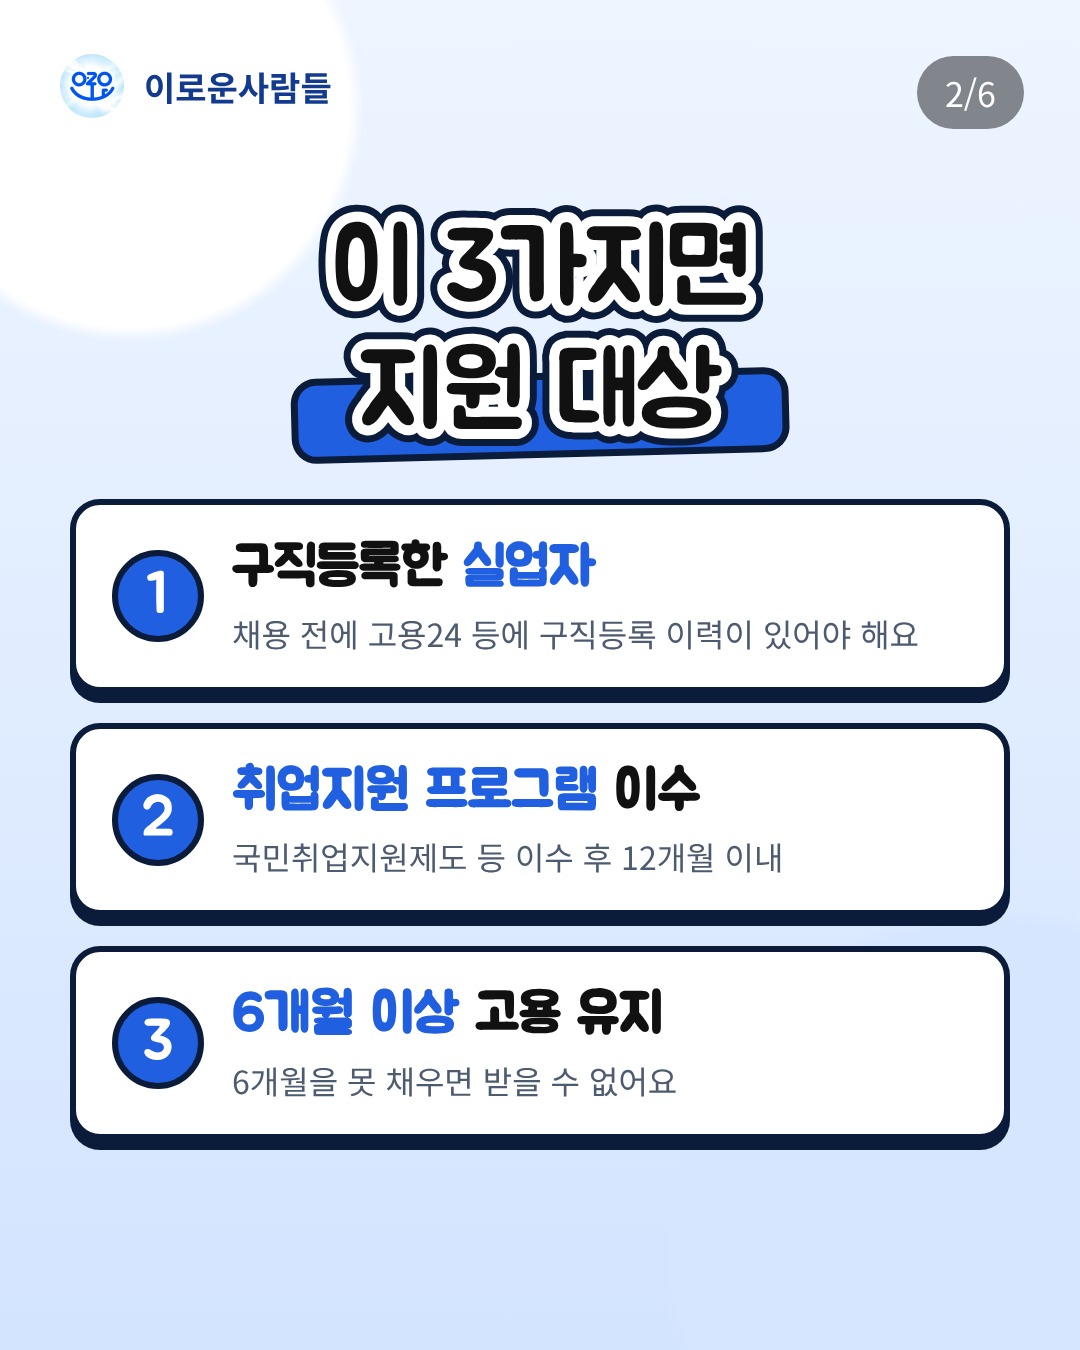 이로운사람들
2/6
이 3가지면
지원 대상
1
구직등록한 실업자
채용 전에 고용24 등에 구직등록 이력이 있어야 해요
2
취업지원 프로그램 이수
국민취업지원제도 등 이수 후 12개월 이내
3
6개월 이상 고용 유지
6개월을 못 채우면 받을 수 없어요